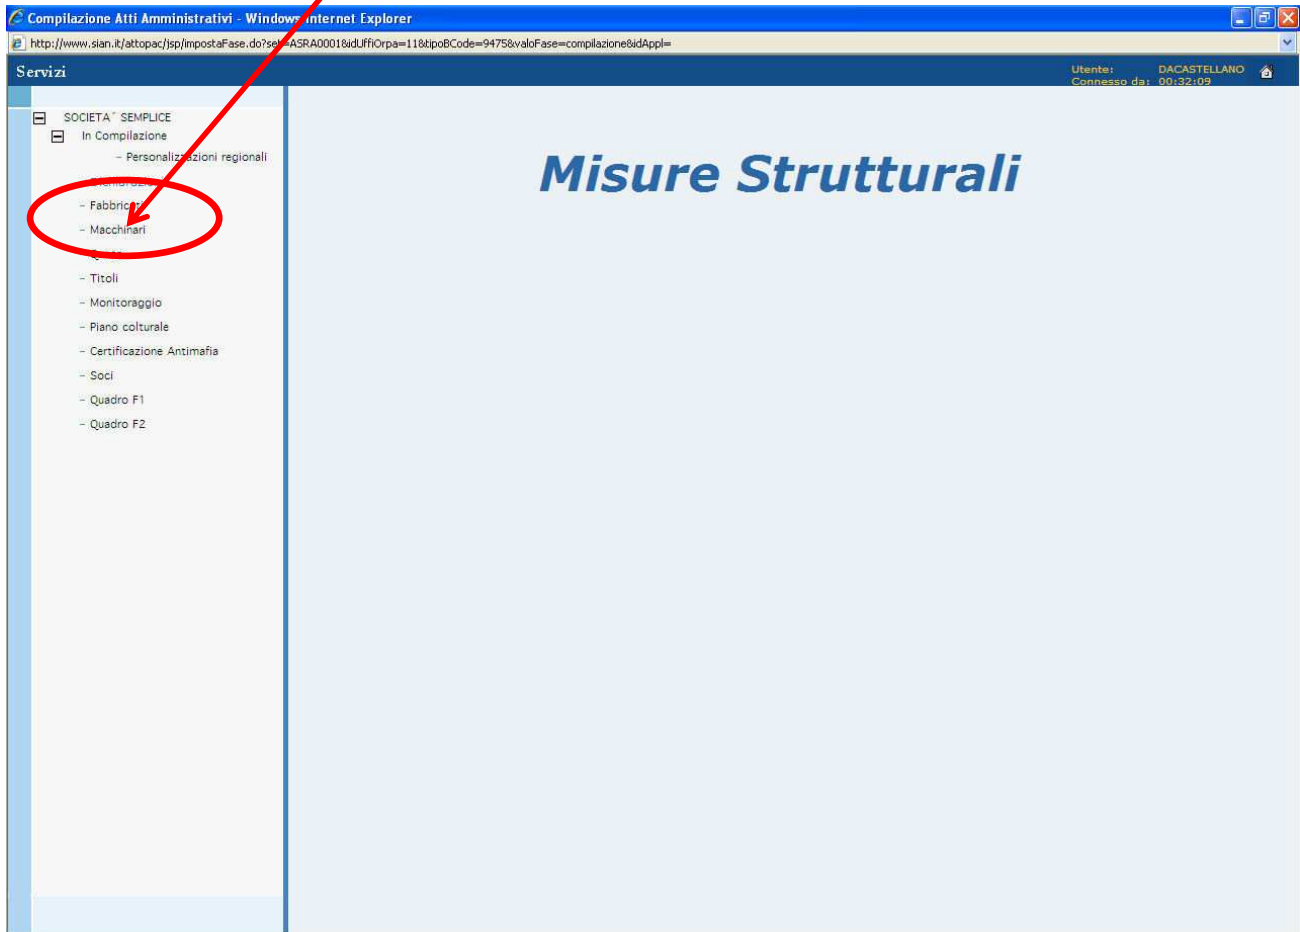 Compilazione Atti Amministrativi - Windows Internet Explorer
http://www.sian.it/attopac/jsp/impostaFase.do?set=ASRA0001&idUffiOrpa=11&tipoBCode=9475&valoFase=compilazione&idAppl=
Servizi
Utente: DACASTELLANO
Connesso da: 00:32:09
SOCIETA´ SEMPLICE
In Compilazione
- Personalizzazioni regionali
- Fabbricati
- Macchinari
- Titoli
- Monitoraggio
- Piano colturale
- Certificazione Antimafia
- Soci
- Quadro F1
- Quadro F2
Misure Strutturali